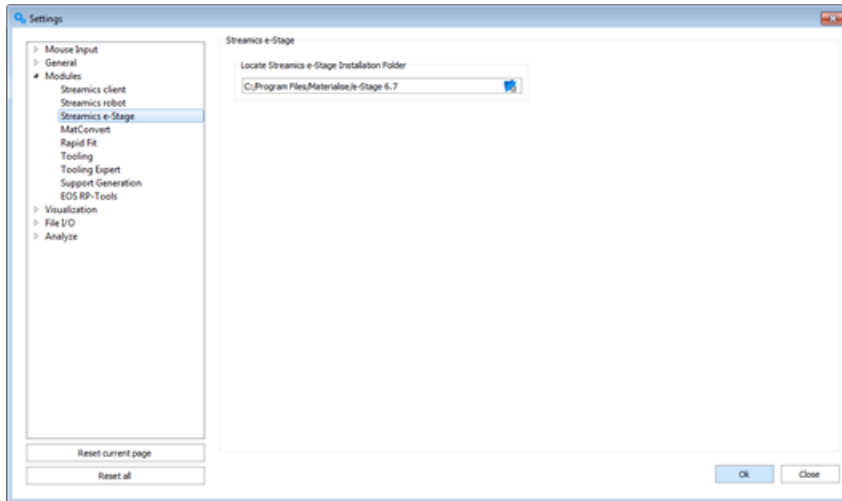 Settings
Mouse Input
General
Modules
Streamics client
Streamics robot
Streamics e-Stage
MatConvert
Rapid Fit
Tooling
Tooling Expert
Support Generation
EOS RP-Tools
Visualization
File I/O
Analyze
Reset current page
Reset all
Streamics e-Stage
Locate Streamics e-Stage Installation Folder
C:/Program Files/Materialise/e-Stage 6.7
Ok
Close